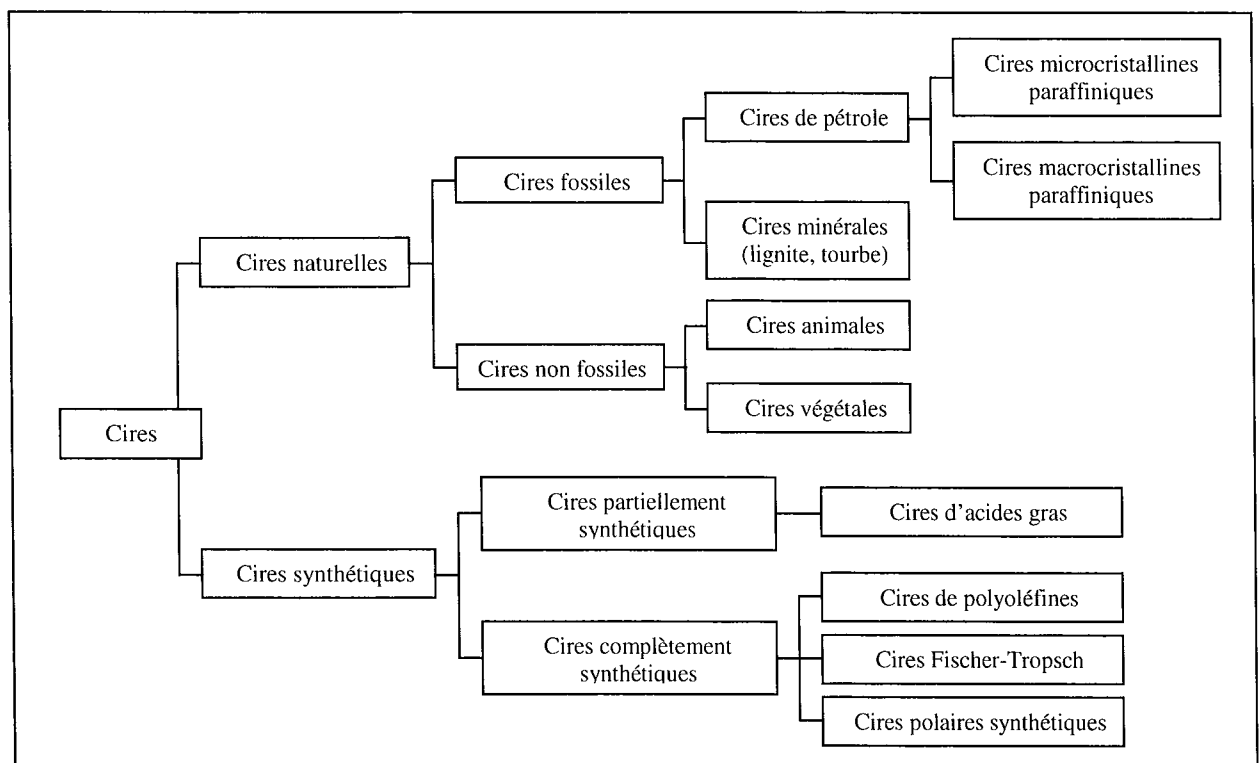 Cires microcristallines
paraffiniques
Cires de pétrole
Cires macrocristallines
paraffiniques
Cires fossiles
Cires minérales
(lignite, tourbe)
Cires naturelles
Cires animales
Cires non fossiles
Cires végétales
Cires
Cires partiellement
synthétiques
Cires d'acides gras
Cires synthétiques
Cires de polyoléfines
Cires complètement
synthétiques
Cires Fischer-Tropsch
Cires polaires synthétiques